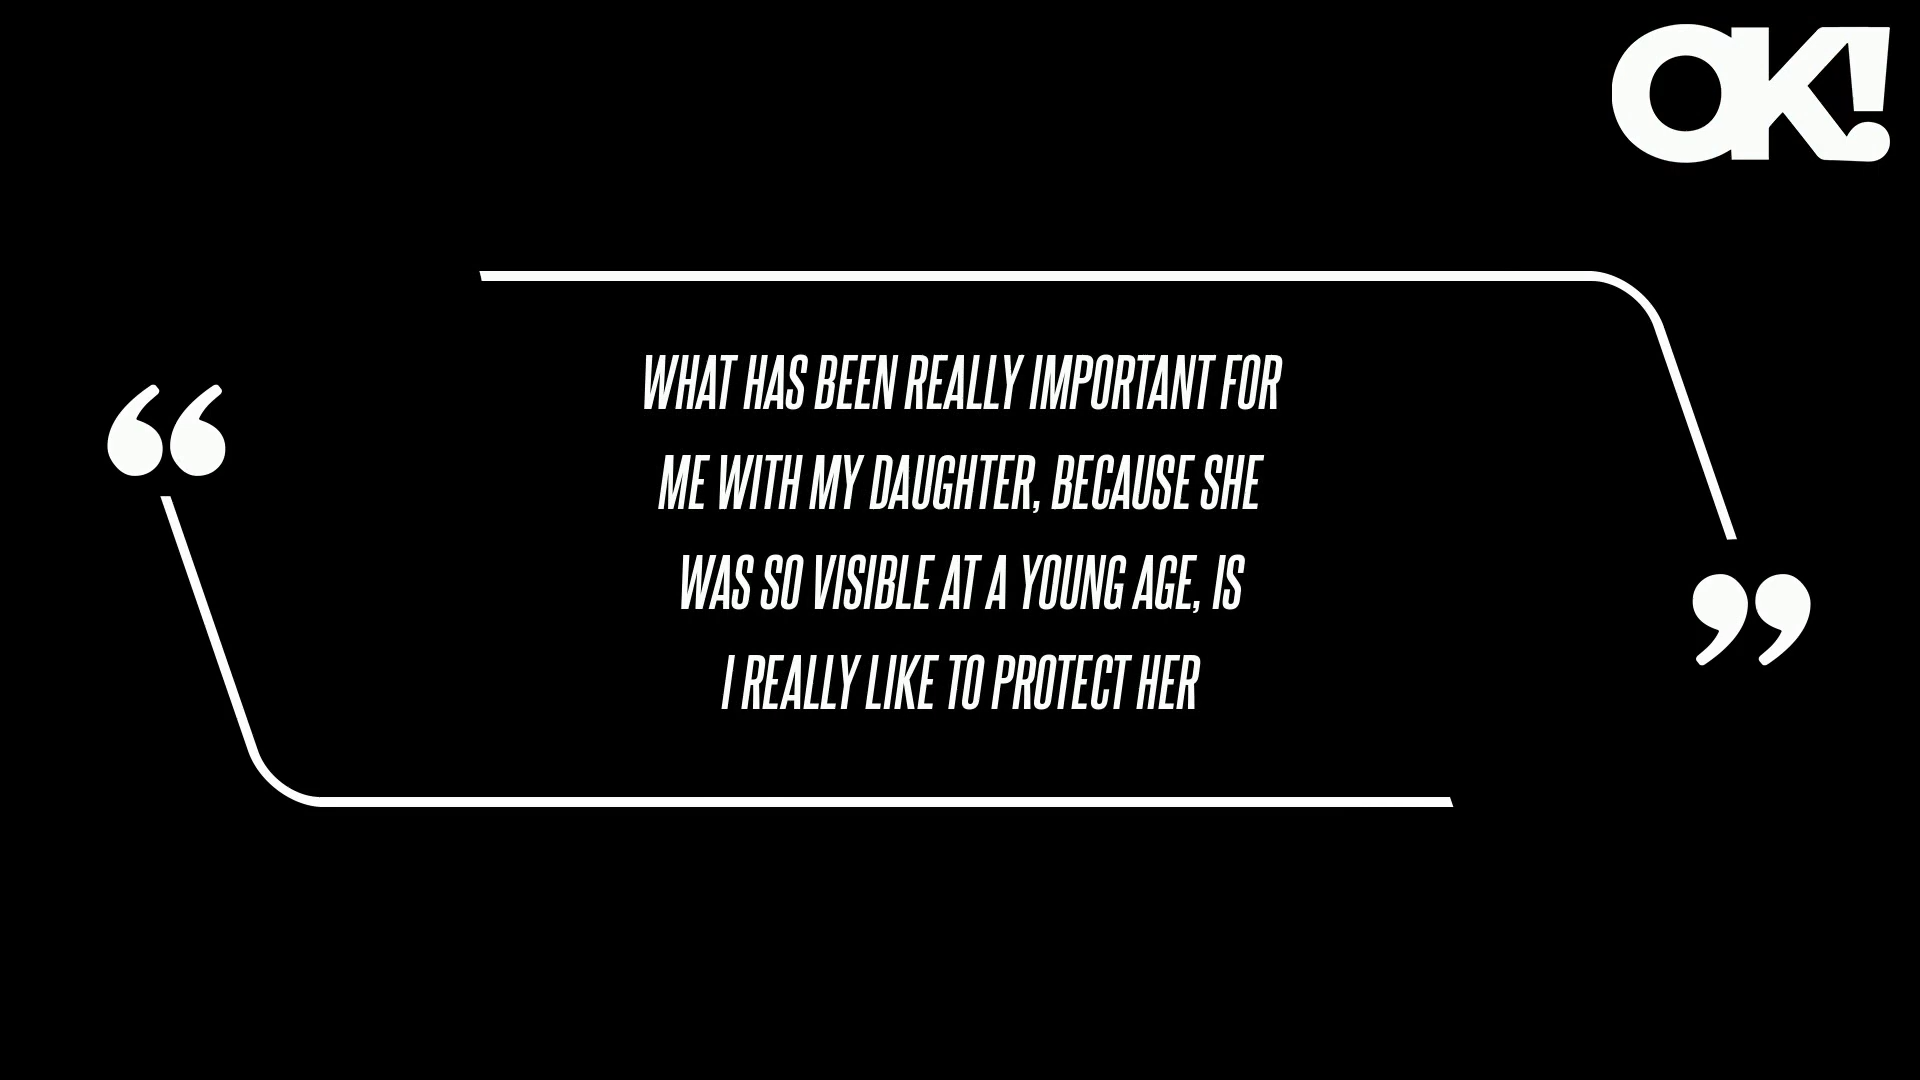 OK!
“
WHAT HAS BEEN REALLY IMPORTANT FOR
ME WITH MY DAUGHTER, BECAUSE SHE
WAS SO VISIBLE AT A YOUNG AGE, IS
I REALLY LIKE TO PROTECT HER
”